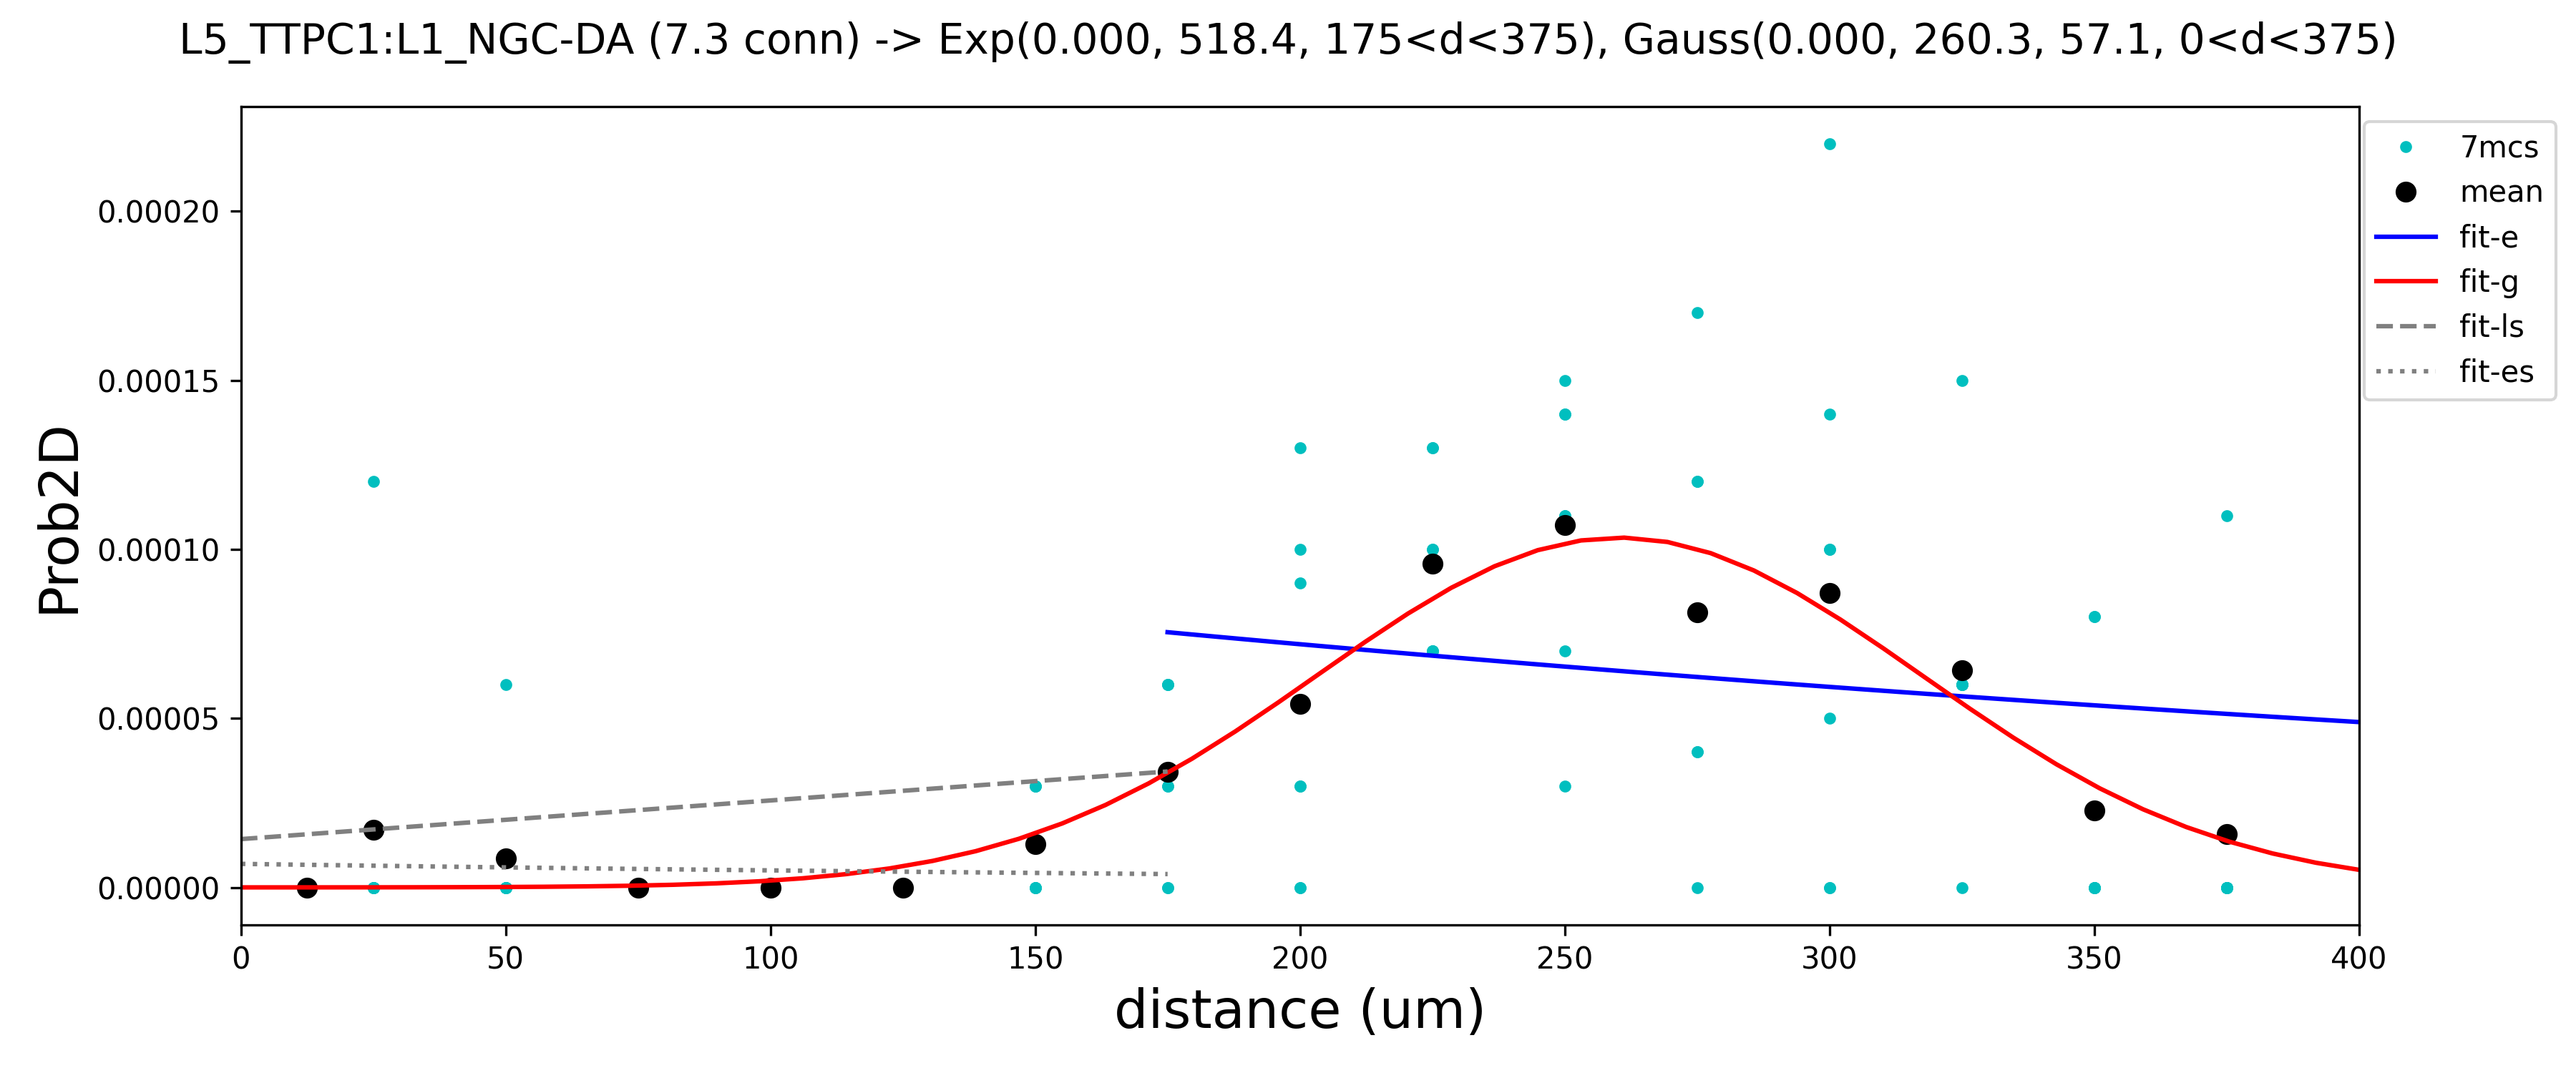 L5_TTPC1:L1_NGC-DA (7.3 conn) -> Exp(0.000, 518.4, 175<d<375), Gauss(0.000, 260.3, 57.1, 0<d<375)
7mcs
mean
fit-e
fit-g
fit-ls
fit-es
Prob2D
0.00020
0.00015
0.00010
0.00005
0.00000
0 50 100 150 200 250 300 350 400
distance (um)